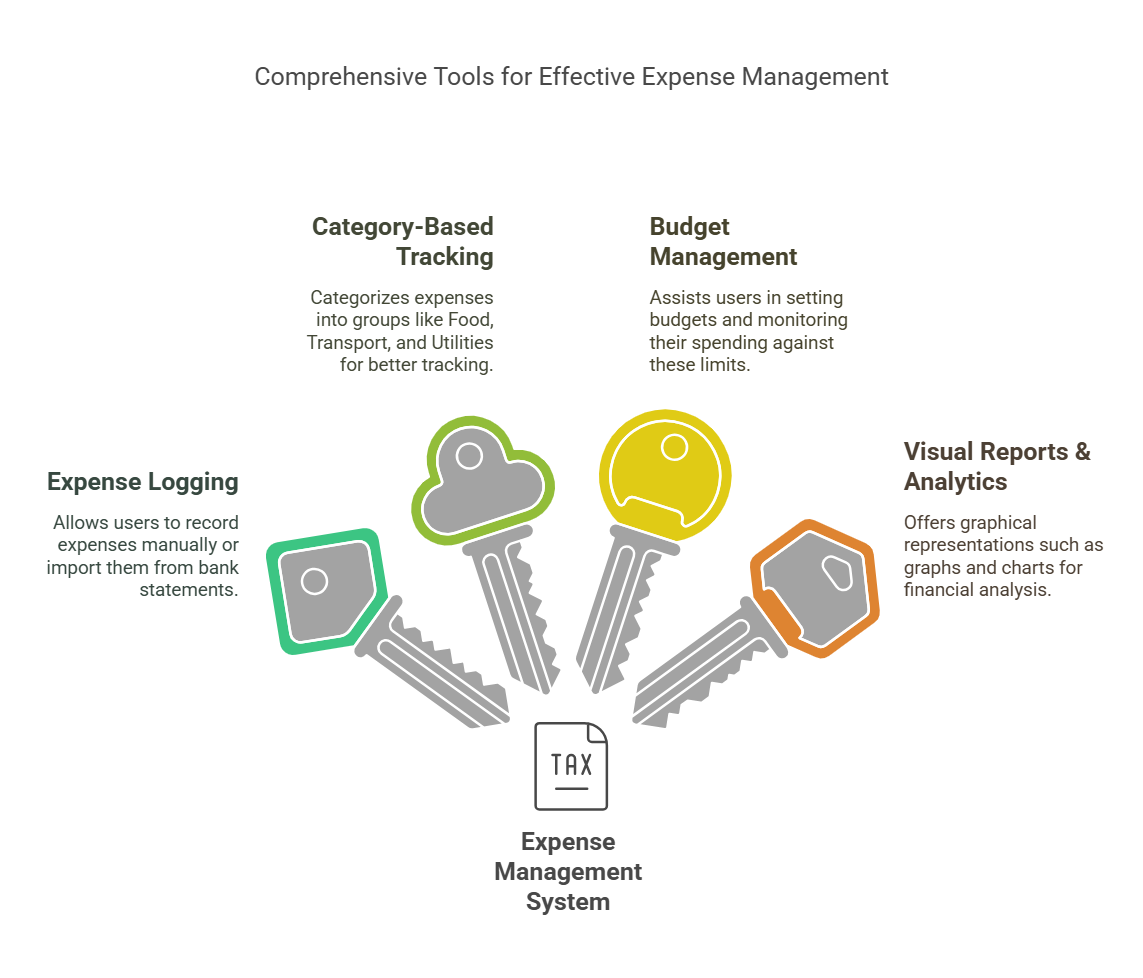 Comprehensive Tools for Effective Expense Management
Category-Based
Tracking
Categorizes expenses
into groups like Food,
Transport, and Utilities
for better tracking.
Budget
Management
Assists users in setting
budgets and monitoring
their spending against
these limits.
Expense Logging
Allows users to record
expenses manually or
import them from bank
statements.
Visual Reports &
Analytics
Offers graphical
representations such as
graphs and charts for
financial analysis.
TAX
Expense
Management
System